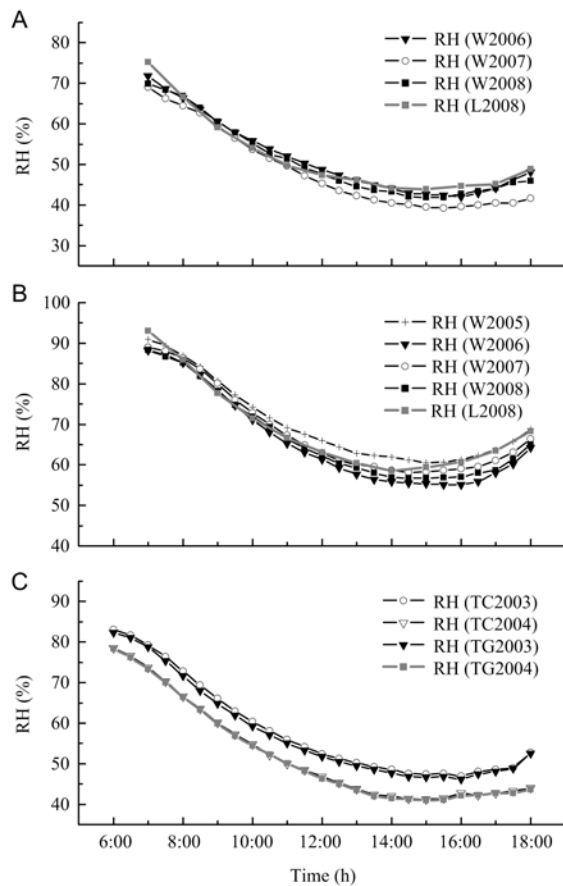 A
80
70
60
50
40
30
RH (%)
RH (W2006)
RH (W2007)
RH (W2008)
RH (L2008)
B
100
90
80
70
60
50
40
RH (%)
RH (W2005)
RH (W2006)
RH (W2007)
RH (W2008)
RH (L2008)
C
90
80
70
60
50
40
RH (%)
RH (TC2003)
RH (TC2004)
RH (TG2003)
RH (TG2004)
6:00 8:00 10:00 12:00 14:00 16:00 18:00
Time (h)